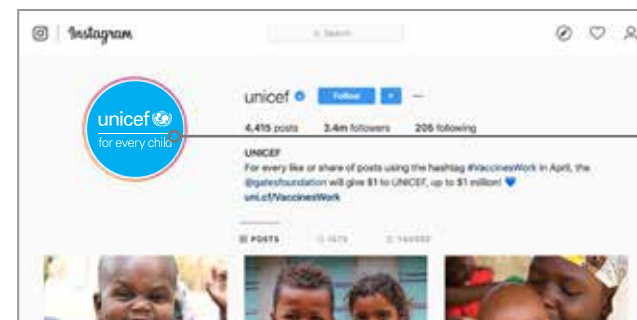 Instagram
Search
unicef
Follow
unicef
for every child
4,415 posts 3.4m followers 205 following
UNICEF
For every like or share of posts using the hashtag #VaccinesWork in April, the
@gatesfoundation will give $1 to UNICEF, up to $1 million! 💙
uni.cf/VaccinesWork
POSTS IGTV TAGGED